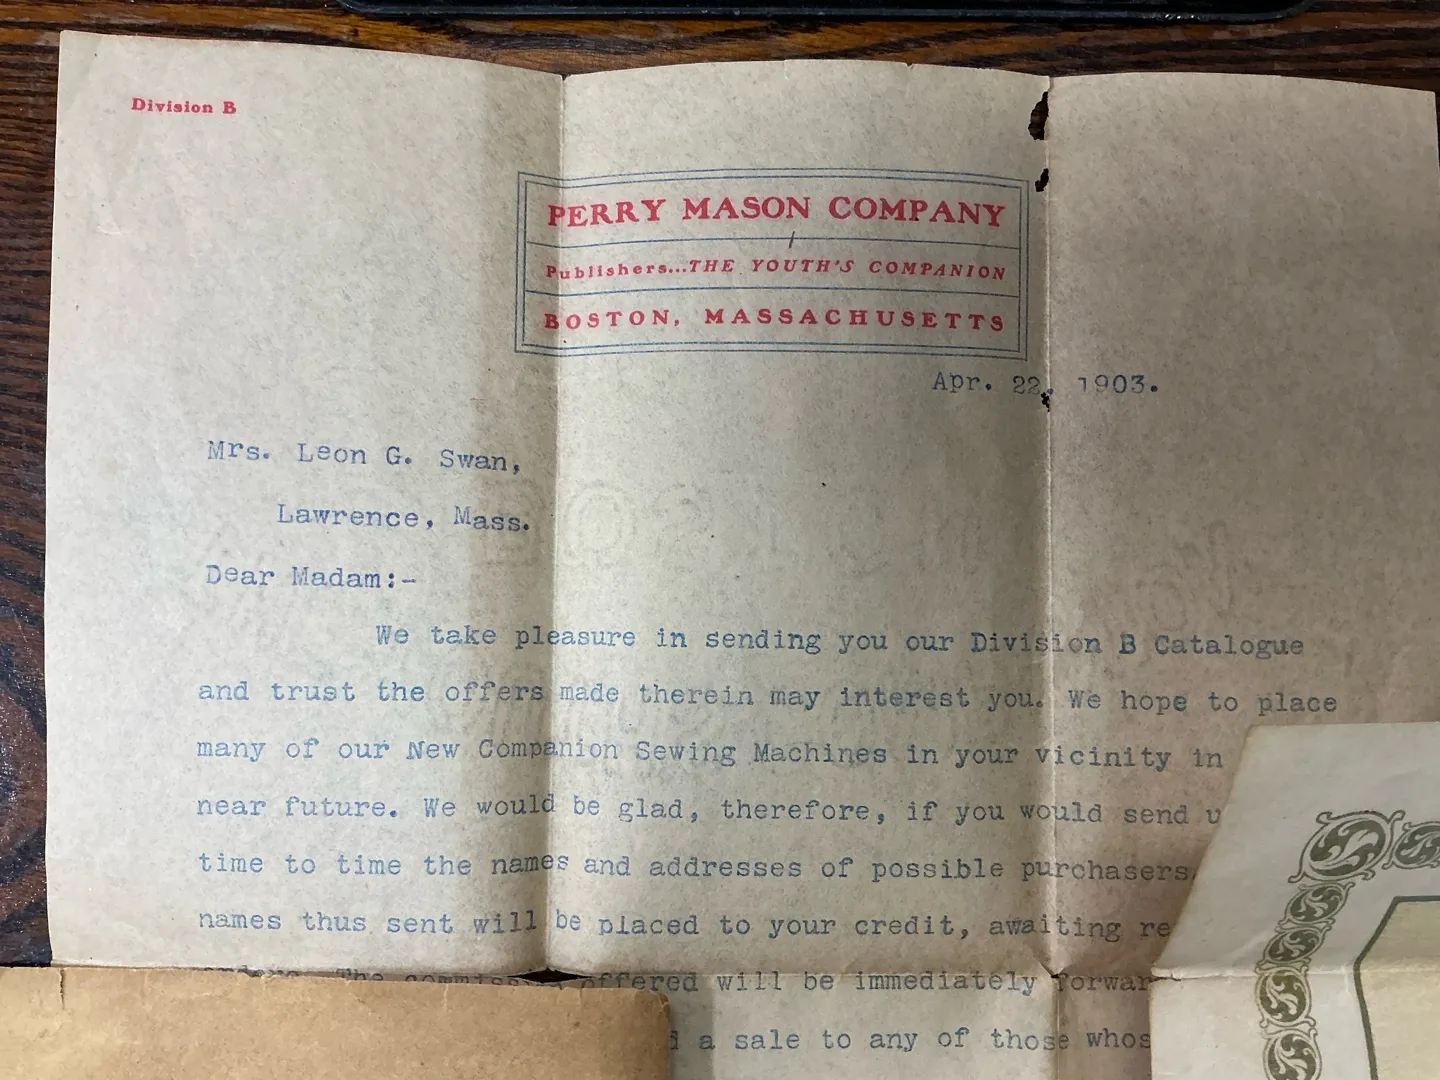 Division B
PERRY MASON COMPANY
Publishers...THE YOUTH'S COMPANION
BOSTON, MASSACHUSETTS
Apr. 22, 1903.
Mrs. Leon G. Swan,
Lawrence, Mass.
Dear Madam:-
We take pleasure in sending you our Division B Catalogue
and trust the offers made therein may interest you. We hope to place
many of our New Companion Sewing Machines in your vicinity in
near future. We would be glad, therefore, if you would send
time to time the names and addresses of possible purchasers
names thus sent will be placed to your credit, awaiting
The offered will be immediately
a sale to any of those